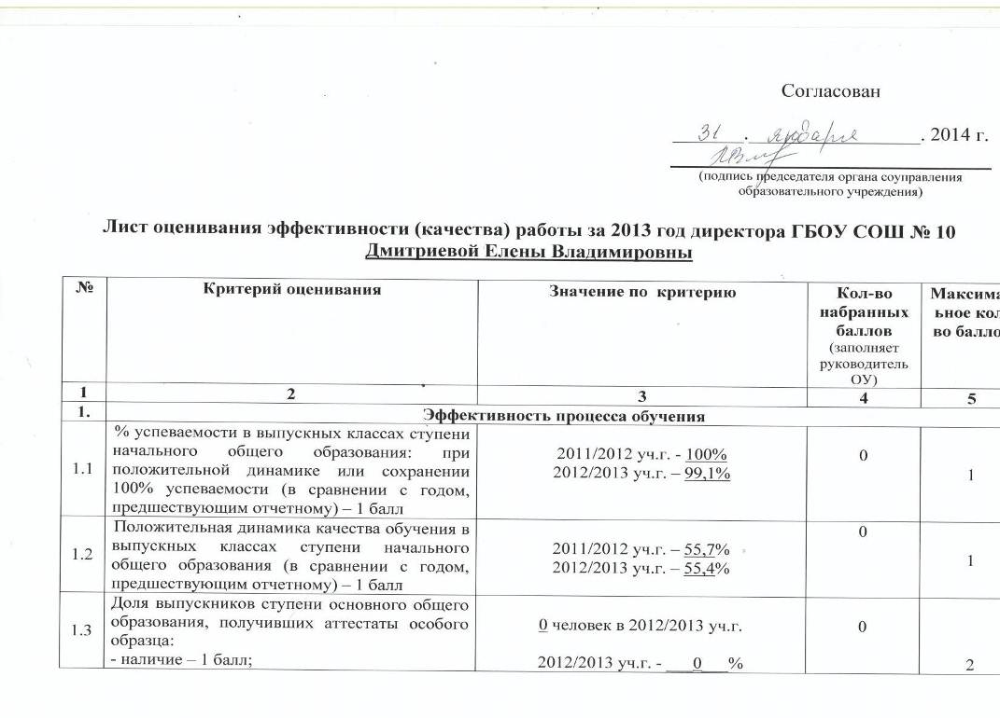 Согласован
31 . января . 2014 г.
(подпись председателя органа соуправления
образовательного учреждения)
Лист оценивания эффективности (качества) работы за 2013 год директора ГБОУ СОШ № 10
Дмитриевой Елены Владимировны
№
Критерий оценивания
Значение по критерию
Кол-во
набранных
баллов
(заполняет
руководитель
ОУ)
Максима
ьное кол
во балло
1
2
3
4
5
1.
Эффективность процесса обучения
1.1
% успеваемости в выпускных классах ступени
начального общего образования: при
положительной динамике или сохранении
100% успеваемости (в сравнении с годом,
предшествующим отчетному) – 1 балл
2011/2012 уч.г. - 100%
2012/2013 уч.г. – 99,1%
0
1
1.2
Положительная динамика качества обучения в
выпускных классах ступени начального
общего образования (в сравнении с годом,
предшествующим отчетному) – 1 балл
2011/2012 уч.г. – 55,7%
2012/2013 уч.г. – 55,4%
0
1
1.3
Доля выпускников ступени основного общего
образования, получивших аттестаты особого
образца:
- наличие – 1 балл;
0 человек в 2012/2013 уч.г.
2012/2013 уч.г. - ___0___%
0
2